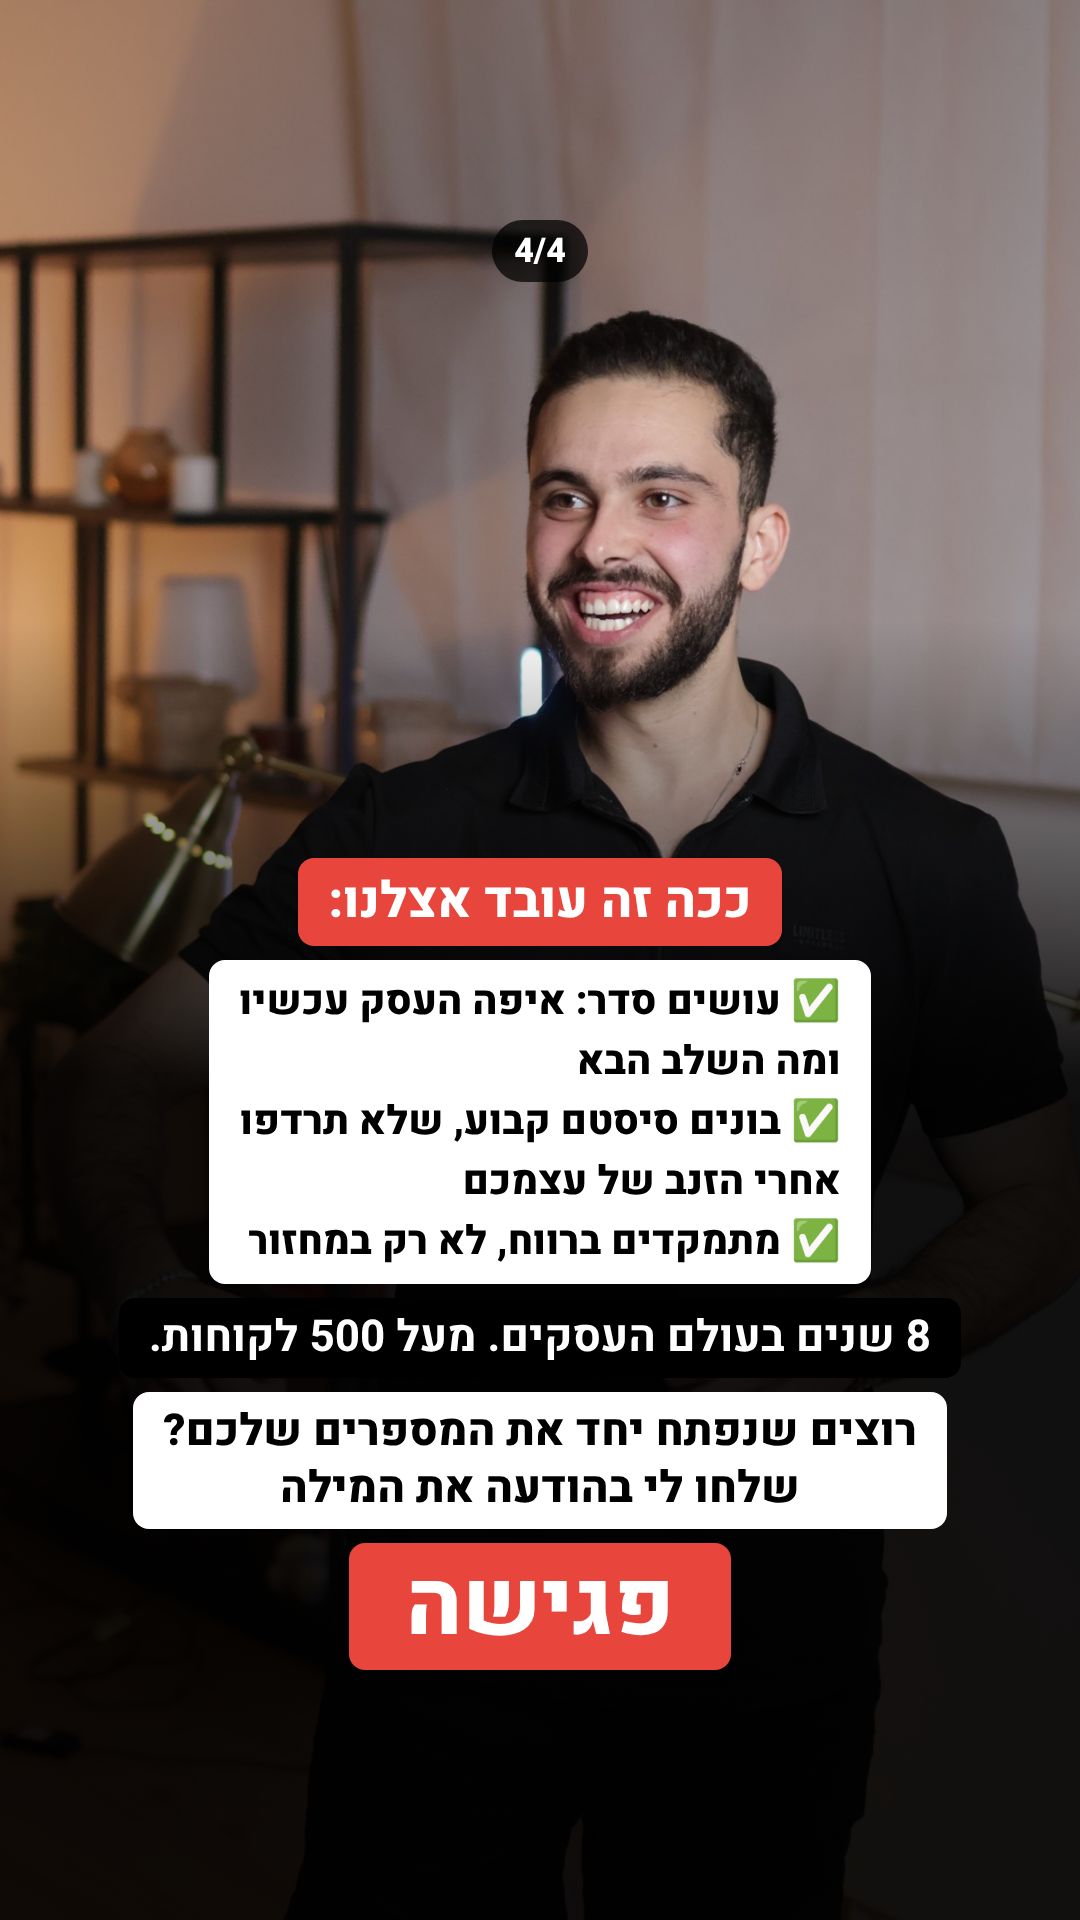 4/4
ככה זה עובד אצלנו:
✅ עושים סדר: איפה העסק עכשיו
ומה השלב הבא
✅ בונים סיסטם קבוע, שלא תרדפו
אחרי הזנב של עצמכם
✅ מתמקדים ברווח, לא רק במחזור
8 שנים בעולם העסקים. מעל 500 לקוחות.
רוצים שנפתח יחד את המספרים שלכם?
שלחו לי בהודעה את המילה
פגישה